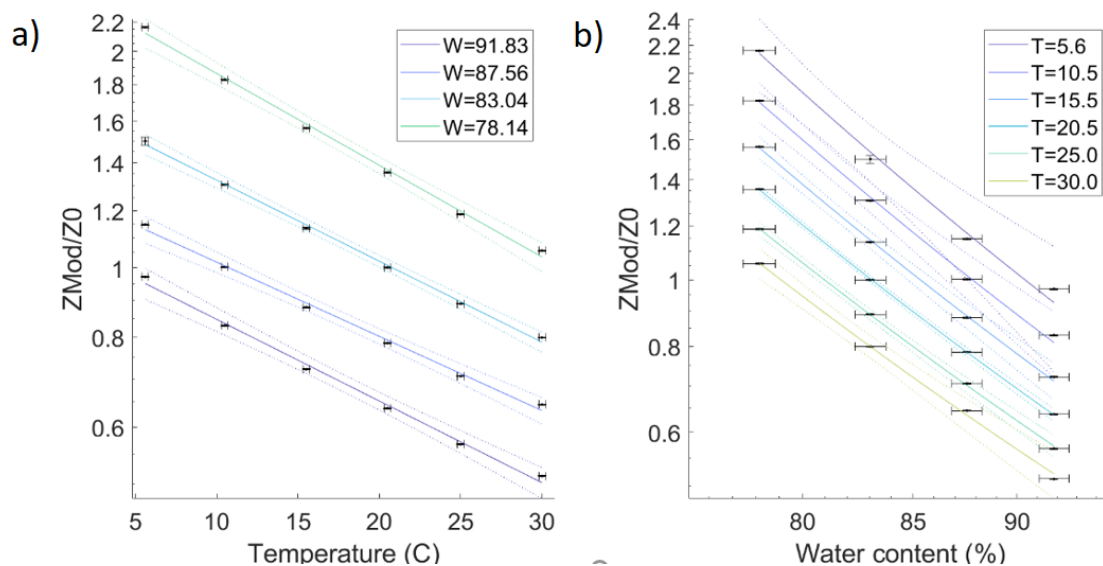 a)
2.2
2
1.8
1.6
1.4
1.2
1
0.8
0.6
ZMod/Z0
W=91.83
W=87.56
W=83.04
W=78.14
5 10 15 20 25 30
Temperature (C)
b)
2.4
2.2
2
1.8
1.6
1.4
1.2
1
0.8
0.6
ZMod/Z0
T=5.6
T=10.5
T=15.5
T=20.5
T=25.0
T=30.0
80 85 90
Water content (%)